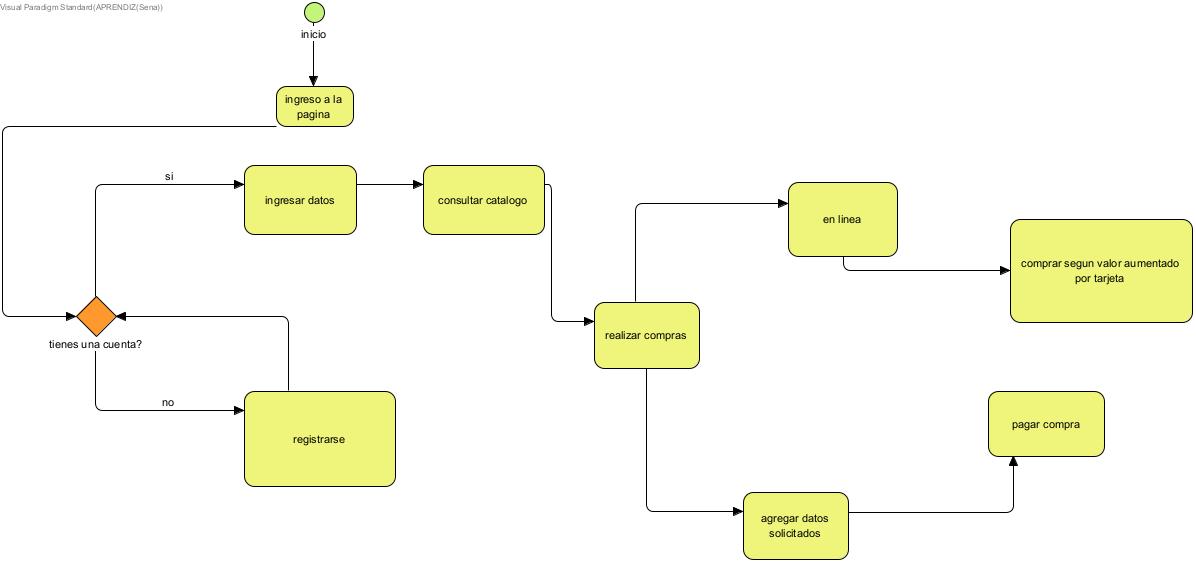 Visual Paradigm Standard(APRENDIZ(Sena))
inicio
ingreso a la
pagina
si
ingresar datos
consultar catalogo
en linea
comprar segun valor aumentado
por tarjeta
realizar compras
tienes una cuenta?
no
registrarse
pagar compra
agregar datos
solicitados